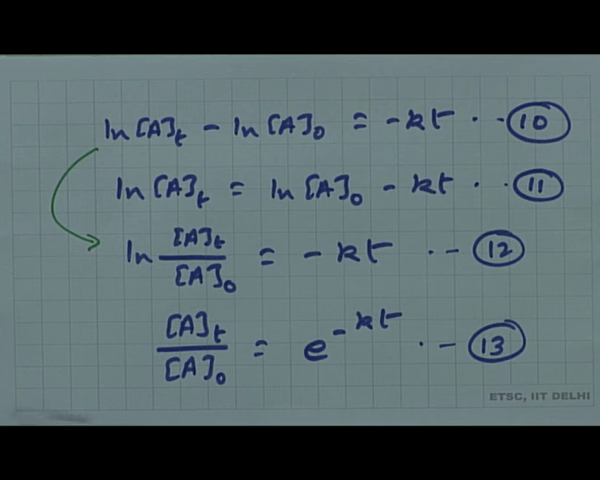 ln [A]t - ln [A]0 = -kt -- 10
ln [A]t = ln [A]0 - kt -- 11
ln [A]t/[A]0 = -kt -- 12
[A]t/[A]0 = e^-kt -- 13
ETSC, IIT DELHI